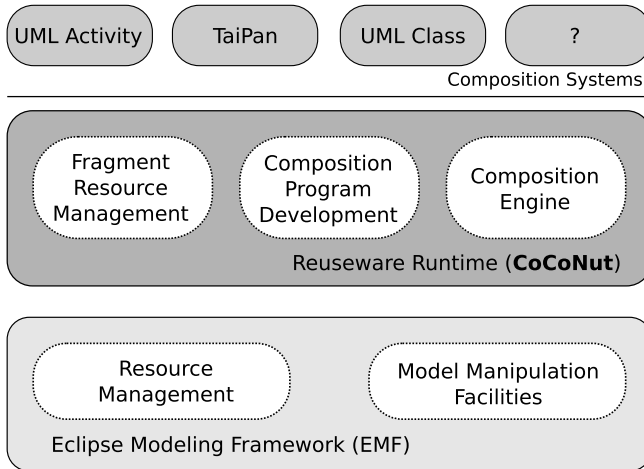 UML Activity TaiPan UML Class ?
Composition Systems
Fragment
Resource
Management
Composition
Program
Development
Composition
Engine
Reuseware Runtime (CoCoNut)
Resource
Management
Model Manipulation
Facilities
Eclipse Modeling Framework (EMF)